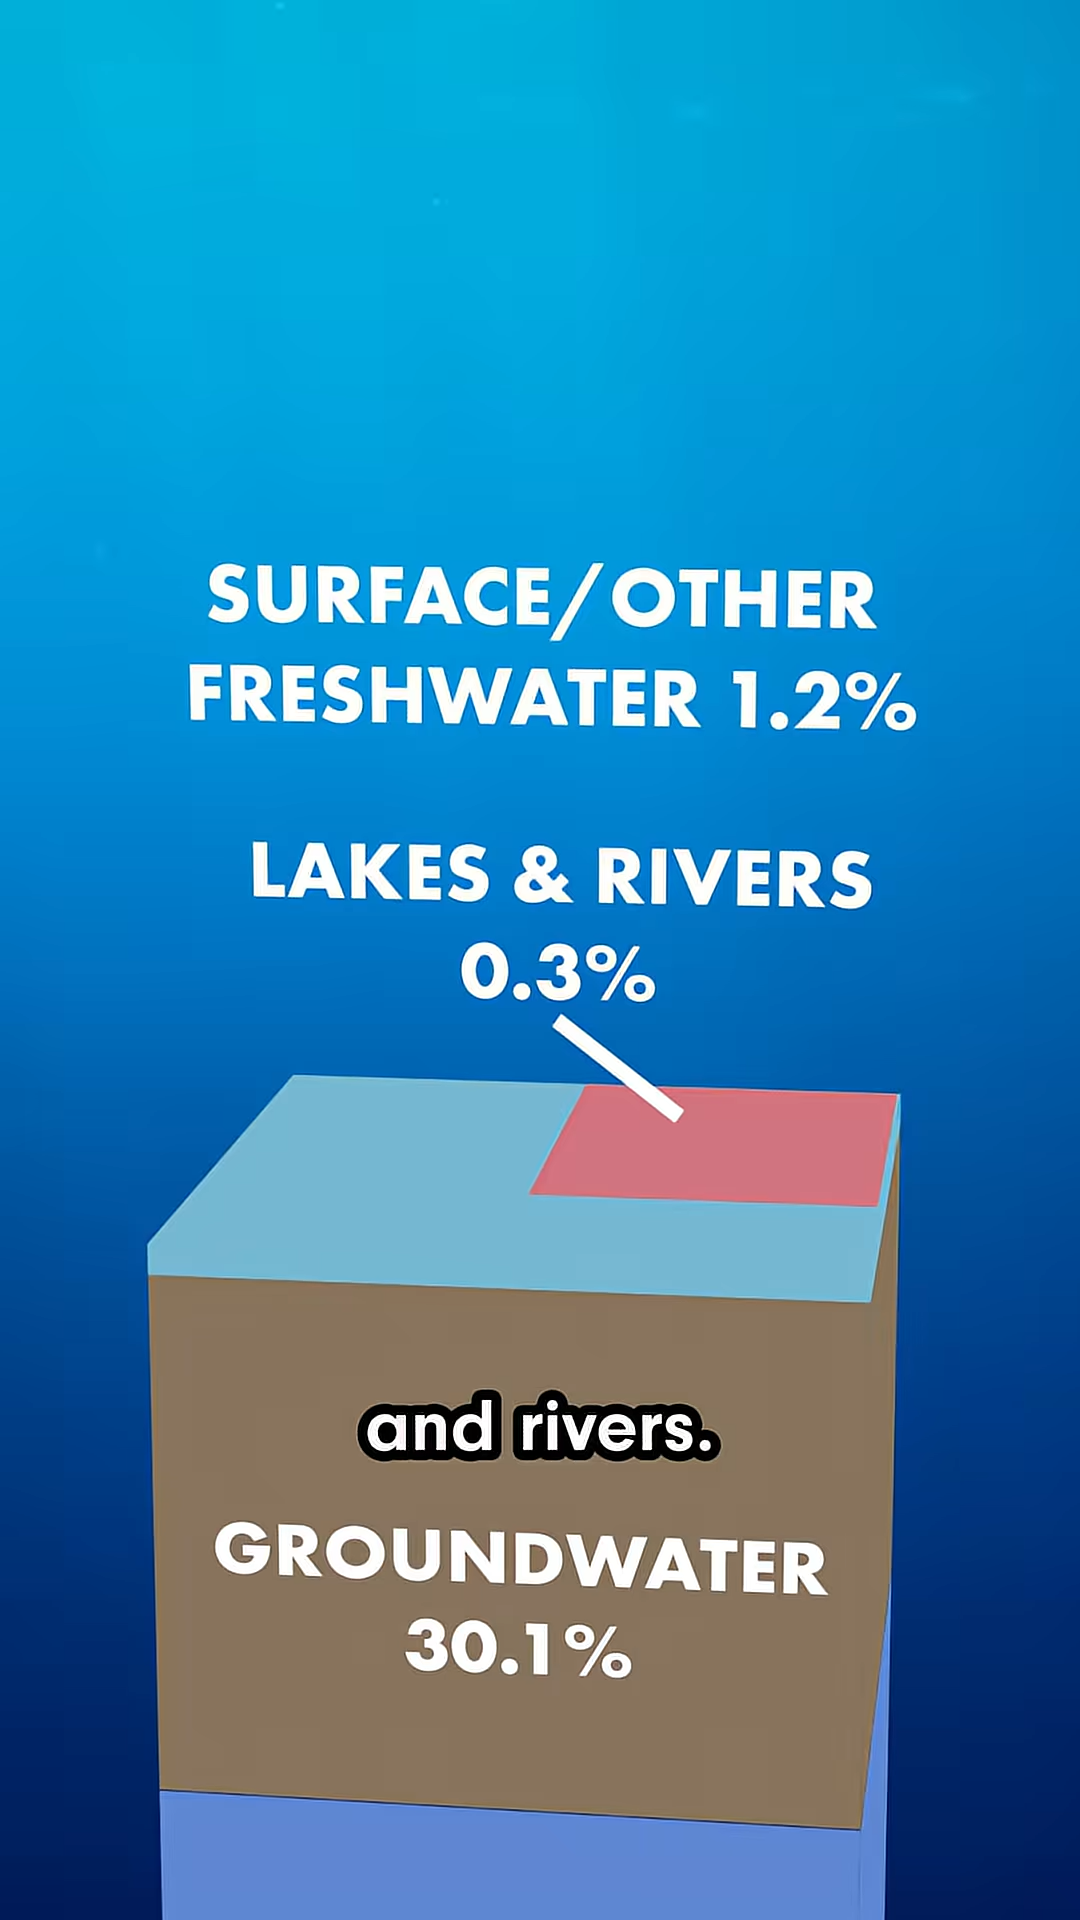 SURFACE/OTHER
FRESHWATER 1.2%
LAKES & RIVERS
0.3%
and rivers.
GROUNDWATER
30.1%